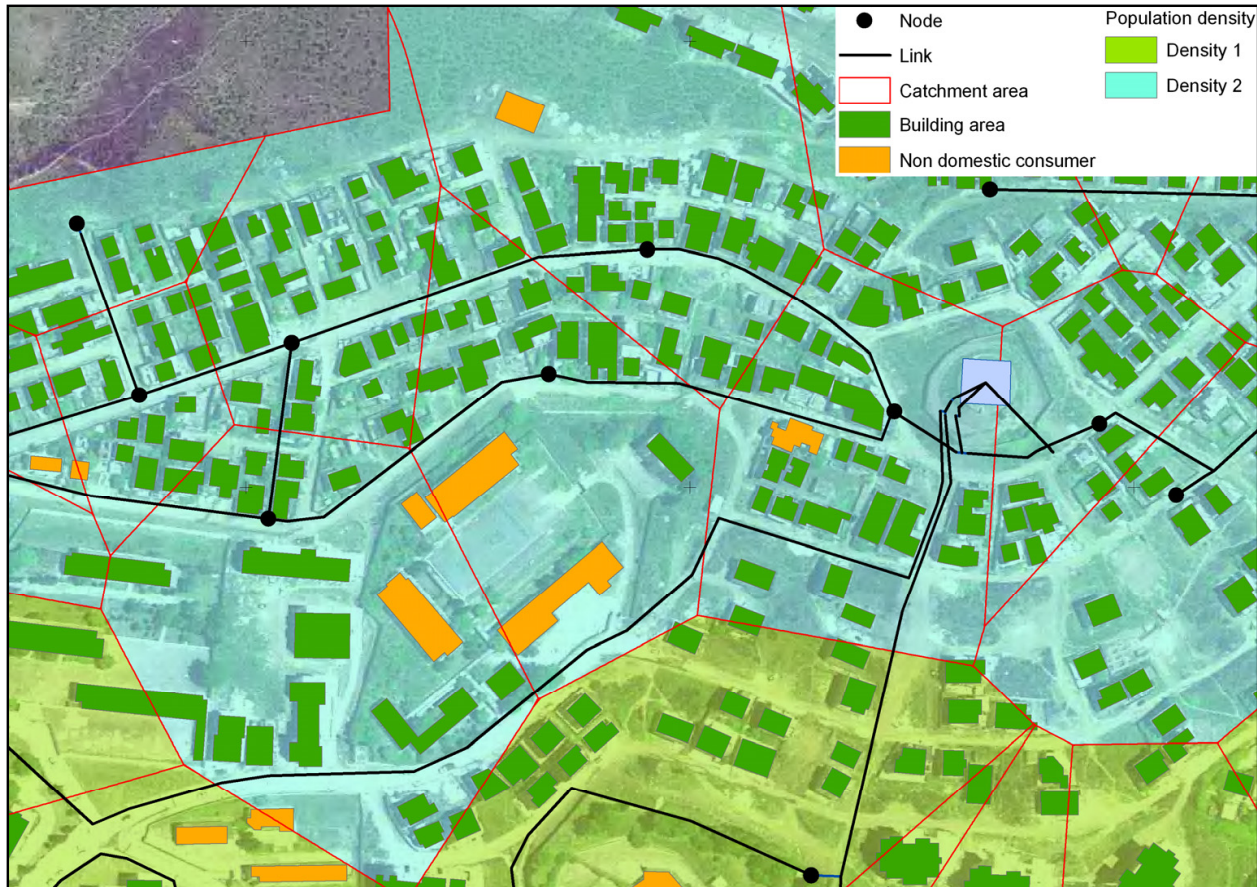 Node
Link
Catchment area
Building area
Non domestic consumer
Population density
Density 1
Density 2